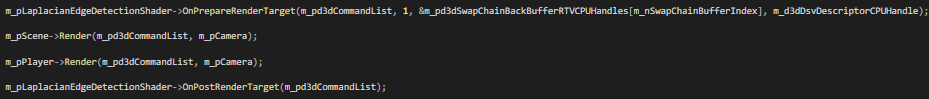 m_pLaplacianEdgeDetectionShader->OnPrepareRenderTarget(m_pd3dCommandList, 1, &m_pd3dSwapChainBackBufferRTVCPUHandles[m_nSwapChainBufferIndex], m_d3dDsvDescriptorCPUHandle);
m_pScene->Render(m_pd3dCommandList, m_pCamera);
m_pPlayer->Render(m_pd3dCommandList, m_pCamera);
m_pLaplacianEdgeDetectionShader->OnPostRenderTarget(m_pd3dCommandList);